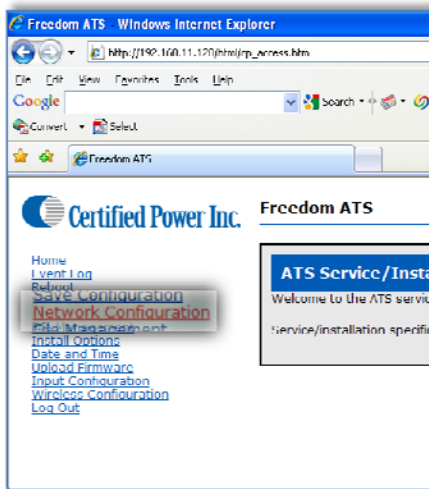 Freedom ATS - Windows Internet Explorer
http://192.168.11.120/html/rp_access.htm
File Edit View Favorites Tools Help
Google Search
Convert Select
Freedom ATS
Certified Power Inc.
Freedom ATS
Home
Event Log
Reboot
Save Configuration
Network Configuration
File Management
Install Options
Date and Time
Upload Firmware
Input Configuration
Wireless Configuration
Log Out
ATS Service/Insta
Welcome to the ATS servic
Service/installation specifi